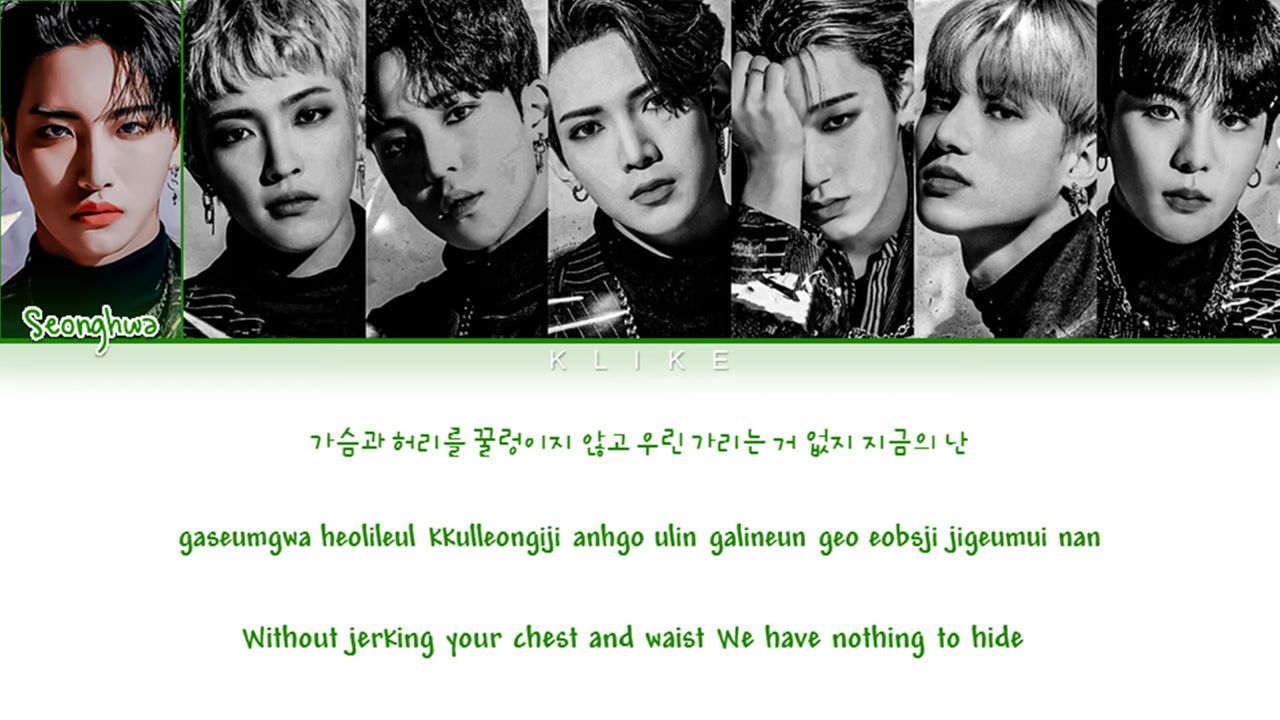 Seonghwa
KLIKE
가슴과 허리를 꿀렁이지 않고 우린 가리는 거 없지 지금의 난
gaseumgwa heolileul kkulleongiji anhgo ulin galineun geo eobsji jigeumui nan
Without jerking your chest and waist We have nothing to hide